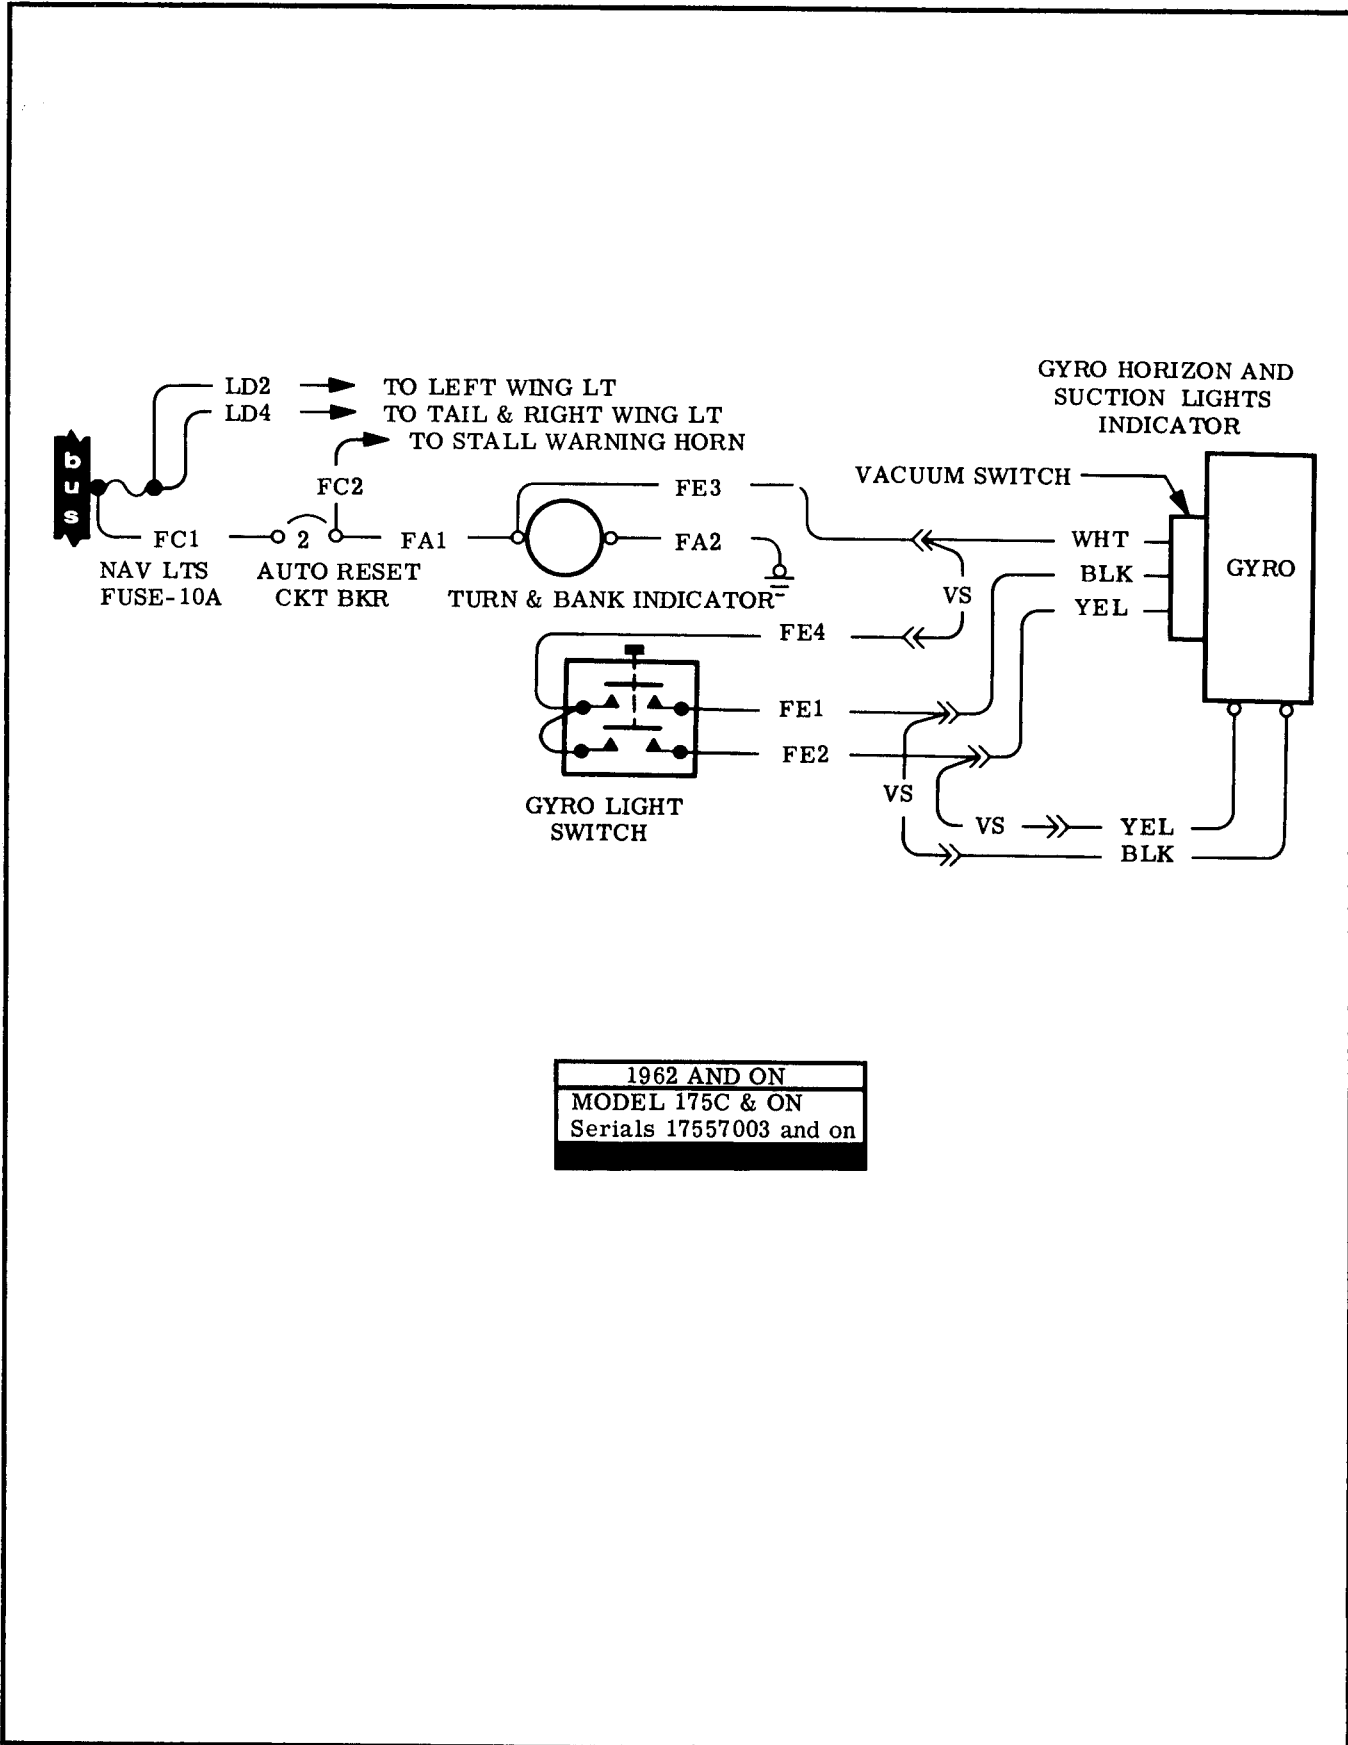 GYRO HORIZON AND
SUCTION LIGHTS
INDICATOR
LD2
TO LEFT WING LT
LD4
TO TAIL & RIGHT WING LT
TO STALL WARNING HORN
bus
FC2
FE3
VACUUM SWITCH
FC1
2
FA1
FA2
WHT
BLK
YEL
GYRO
NAV LTS
FUSE-10A
AUTO RESET
CKT BKR
TURN & BANK INDICATOR
VS
FE4
FE1
FE2
VS
VS
YEL
BLK
GYRO LIGHT
SWITCH
1962 AND ON
MODEL 175C & ON
Serials 17557003 and on